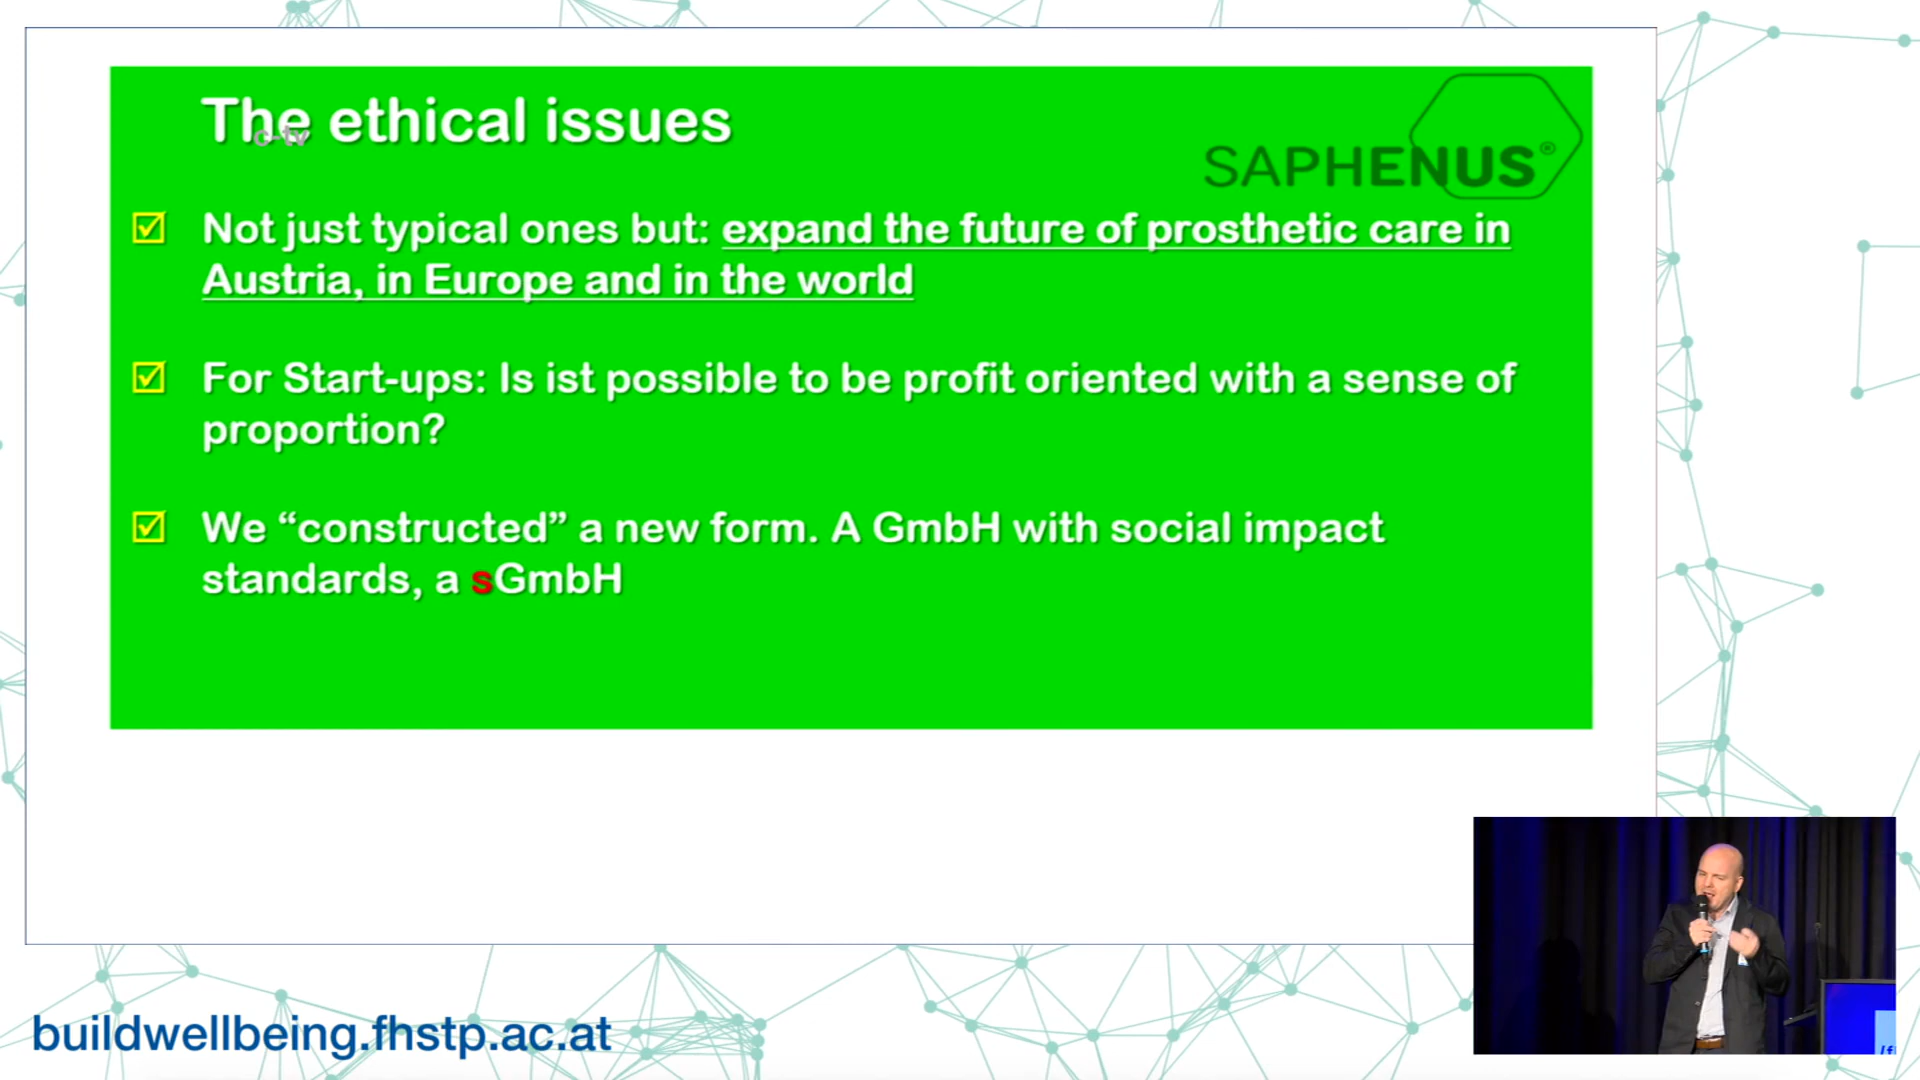 The ethical issues
c-tv
SAPHENUS®
Not just typical ones but: expand the future of prosthetic care in
Austria, in Europe and in the world
For Start-ups: Is ist possible to be profit oriented with a sense of
proportion?
We “constructed” a new form. A GmbH with social impact
standards, a sGmbH
buildwellbeing.fhstp.ac.at